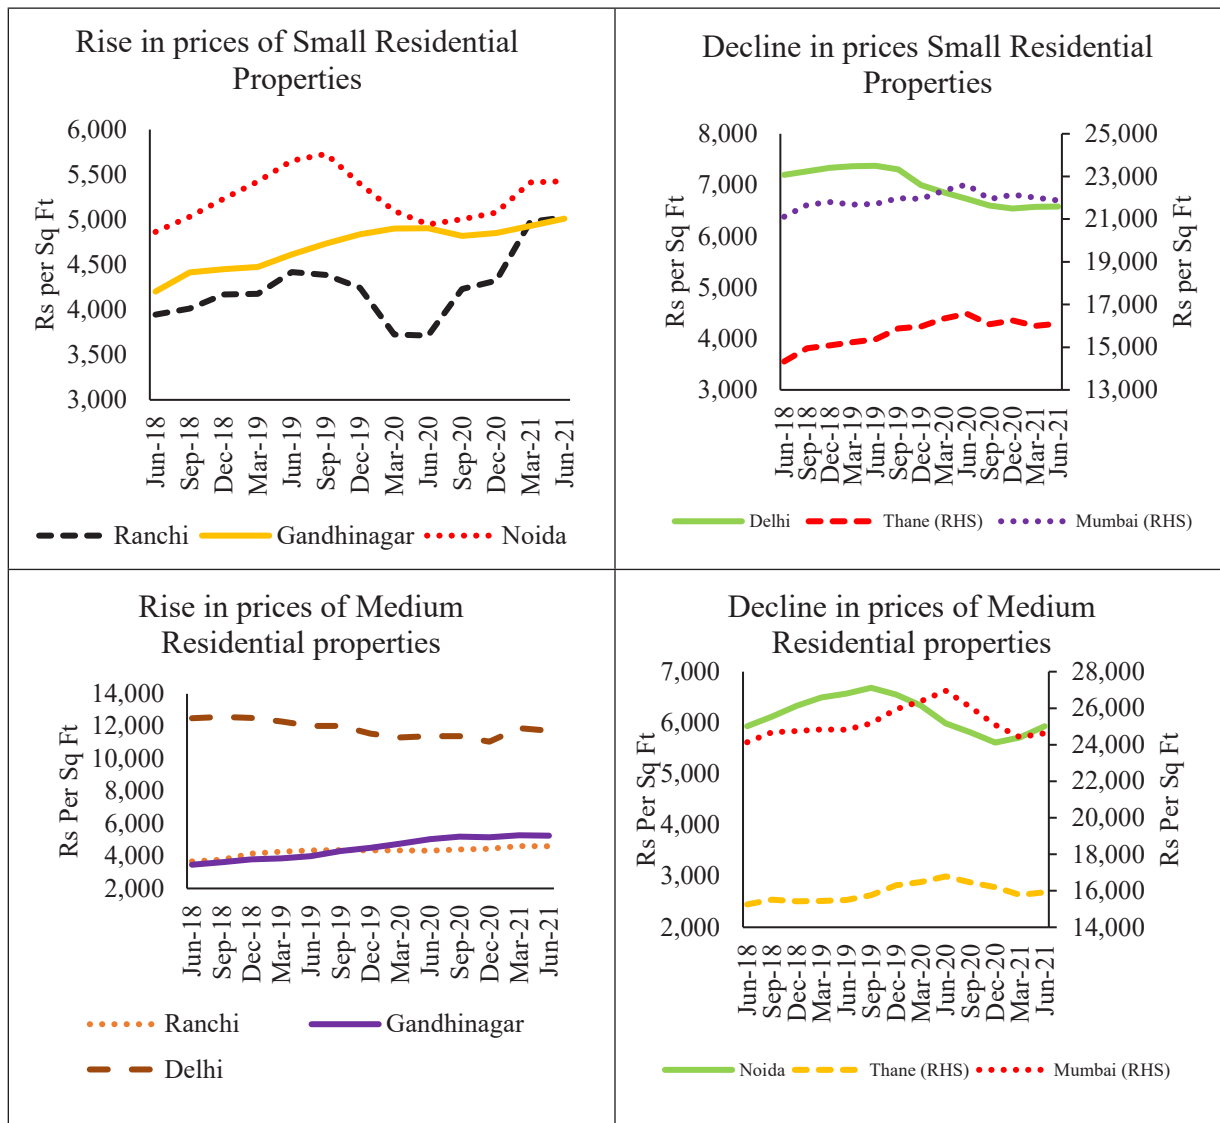 Rise in prices of Small Residential
Properties
Rs per Sq Ft
6,000
5,500
5,000
4,500
4,000
3,500
3,000
Jun-18
Sep-18
Dec-18
Mar-19
Jun-19
Sep-19
Dec-19
Mar-20
Jun-20
Sep-20
Dec-20
Mar-21
Jun-21
Ranchi Gandhinagar Noida
Decline in prices Small Residential
Properties
Rs per Sq Ft
8,000
7,000
6,000
5,000
4,000
3,000
25,000
23,000
21,000
19,000
17,000
15,000
13,000
Rs per Sq Ft
Jun-18
Sep-18
Dec-18
Mar-19
Jun-19
Sep-19
Dec-19
Mar-20
Jun-20
Sep-20
Dec-20
Mar-21
Jun-21
Delhi Thane (RHS) Mumbai (RHS)
Rise in prices of Medium
Residential properties
Rs Per Sq Ft
14,000
12,000
10,000
8,000
6,000
4,000
2,000
Jun-18
Sep-18
Dec-18
Mar-19
Jun-19
Sep-19
Dec-19
Mar-20
Jun-20
Sep-20
Dec-20
Mar-21
Jun-21
Ranchi Gandhinagar
Delhi
Decline in prices of Medium
Residential properties
Rs Per Sq Ft
7,000
6,000
5,000
4,000
3,000
2,000
28,000
26,000
24,000
22,000
20,000
18,000
16,000
14,000
Rs Per Sq Ft
Jun-18
Sep-18
Dec-18
Mar-19
Jun-19
Sep-19
Dec-19
Mar-20
Jun-20
Sep-20
Dec-20
Mar-21
Jun-21
Noida Thane (RHS) Mumbai (RHS)